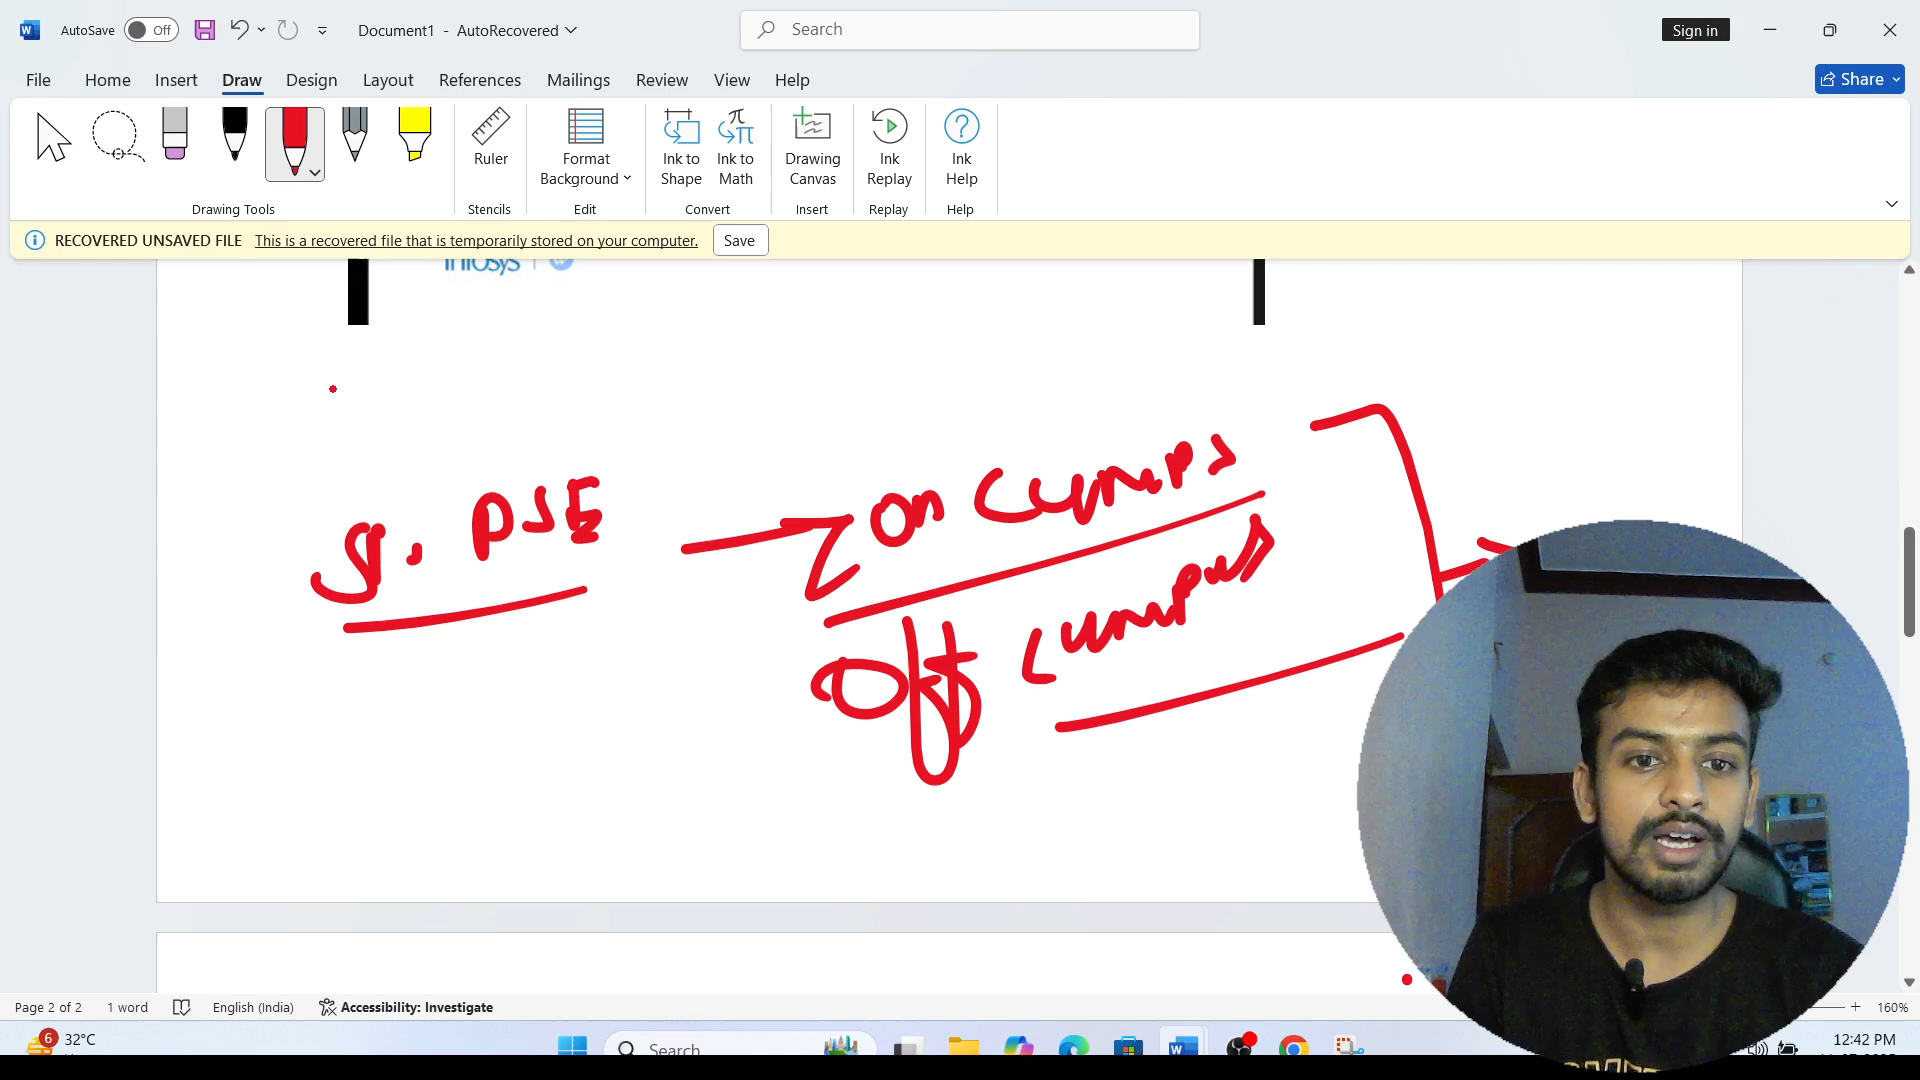 AutoSave Off Document1 - AutoRecovered Search Sign in
File Home Insert Draw Design Layout References Mailings Review View Help Share
Ruler Format Background Ink to Shape Ink to Math Drawing Canvas Ink Replay Ink Help
Drawing Tools Stencils Edit Convert Insert Replay Help
RECOVERED UNSAVED FILE This is a recovered file that is temporarily stored on your computer. Save
Infosys
DSE on
off
Page 2 of 2 1 word English (India) Accessibility: Investigate 160%
6 32°C Search 12:42 PM